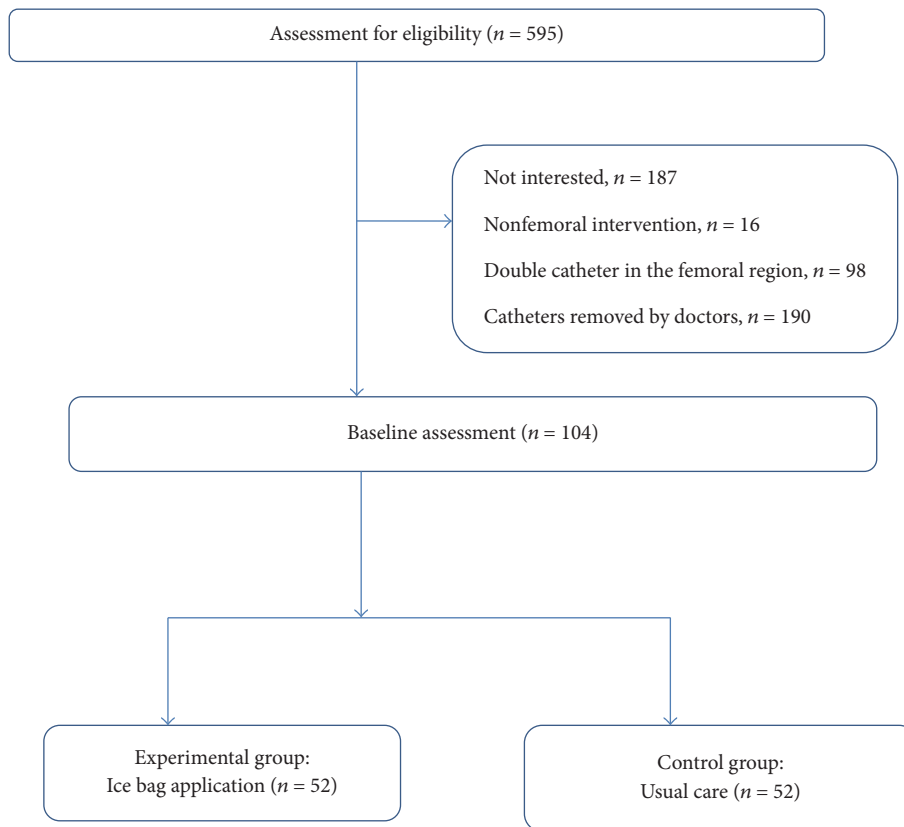 Assessment for eligibility (n = 595)
Not interested, n = 187
Nonfemoral intervention, n = 16
Double catheter in the femoral region, n = 98
Catheters removed by doctors, n = 190
Baseline assessment (n = 104)
Experimental group:
Ice bag application (n = 52)
Control group:
Usual care (n = 52)